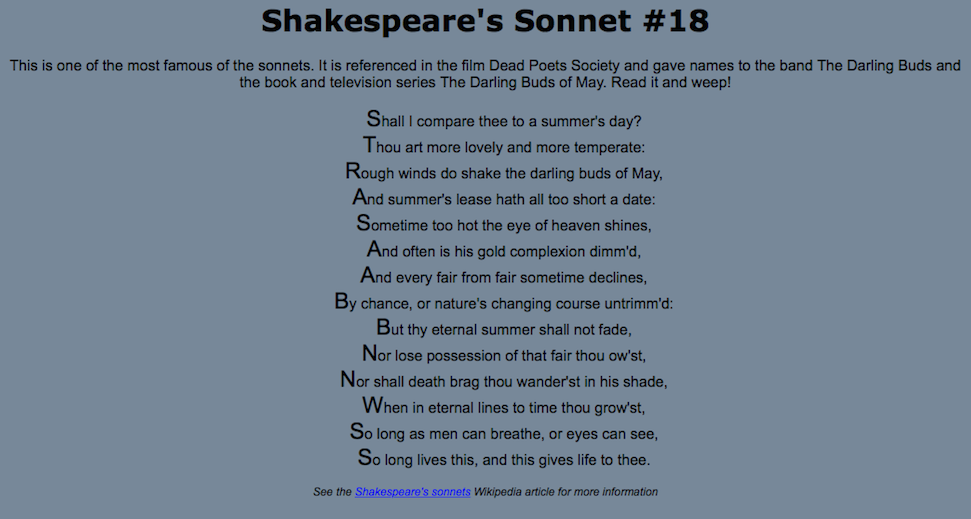 Shakespeare's Sonnet #18
This is one of the most famous of the sonnets. It is referenced in the film Dead Poets Society and gave names to the band The Darling Buds and
the book and television series The Darling Buds of May. Read it and weep!
Shall I compare thee to a summer's day?
Thou art more lovely and more temperate:
Rough winds do shake the darling buds of May,
And summer's lease hath all too short a date:
Sometime too hot the eye of heaven shines,
And often is his gold complexion dimm'd,
And every fair from fair sometime declines,
By chance, or nature's changing course untrimm'd:
But thy eternal summer shall not fade,
Nor lose possession of that fair thou ow'st,
Nor shall death brag thou wander'st in his shade,
When in eternal lines to time thou grow'st,
So long as men can breathe, or eyes can see,
So long lives this, and this gives life to thee.
See the Shakespeare's sonnets Wikipedia article for more information